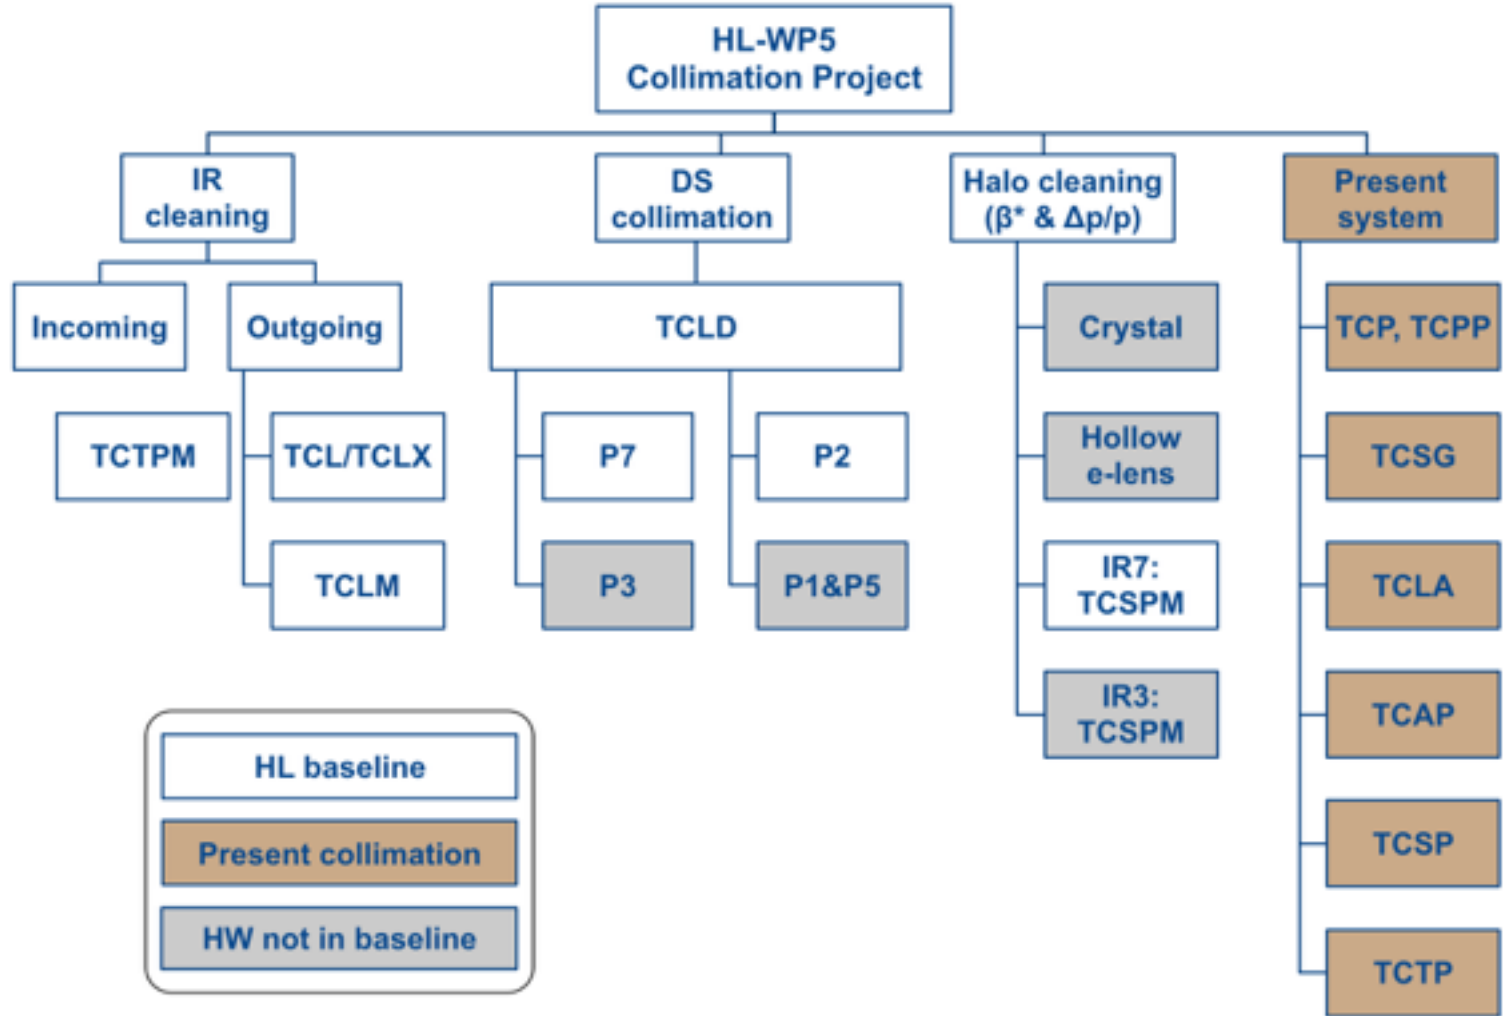 HL-WP5
Collimation Project
IR
cleaning
DS
collimation
Halo cleaning
(β* & Δp/p)
Present
system
Incoming
Outgoing
TCLD
Crystal
TCP, TCPP
TCTPM
TCL/TCLX
P7
P2
Hollow
e-lens
TCSG
TCLM
P3
P1&P5
IR7:
TCSPM
TCLA
IR3:
TCSPM
TCAP
HL baseline
Present collimation
HW not in baseline
TCSP
TCTP